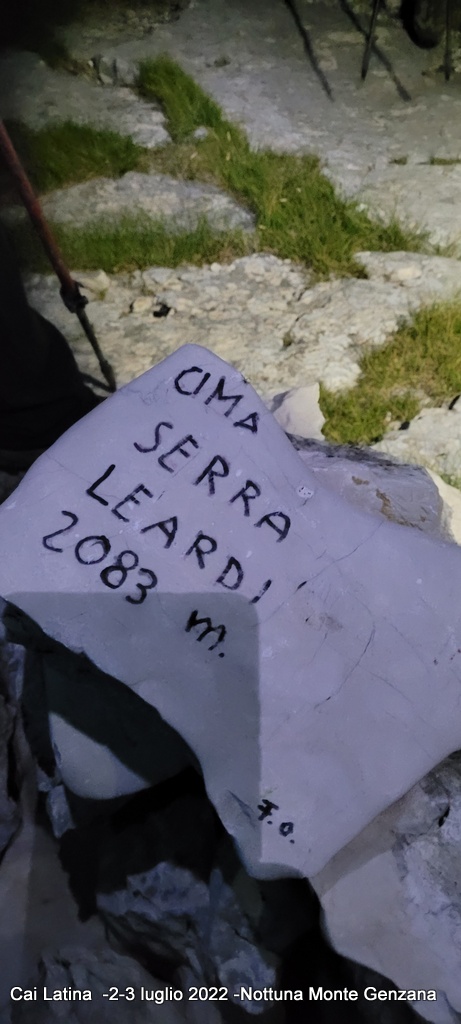 CIMA
SERRA
LEARDI
2083 m.
F.O.
Cai Latina -2-3 luglio 2022 -Nottuna Monte Genzana